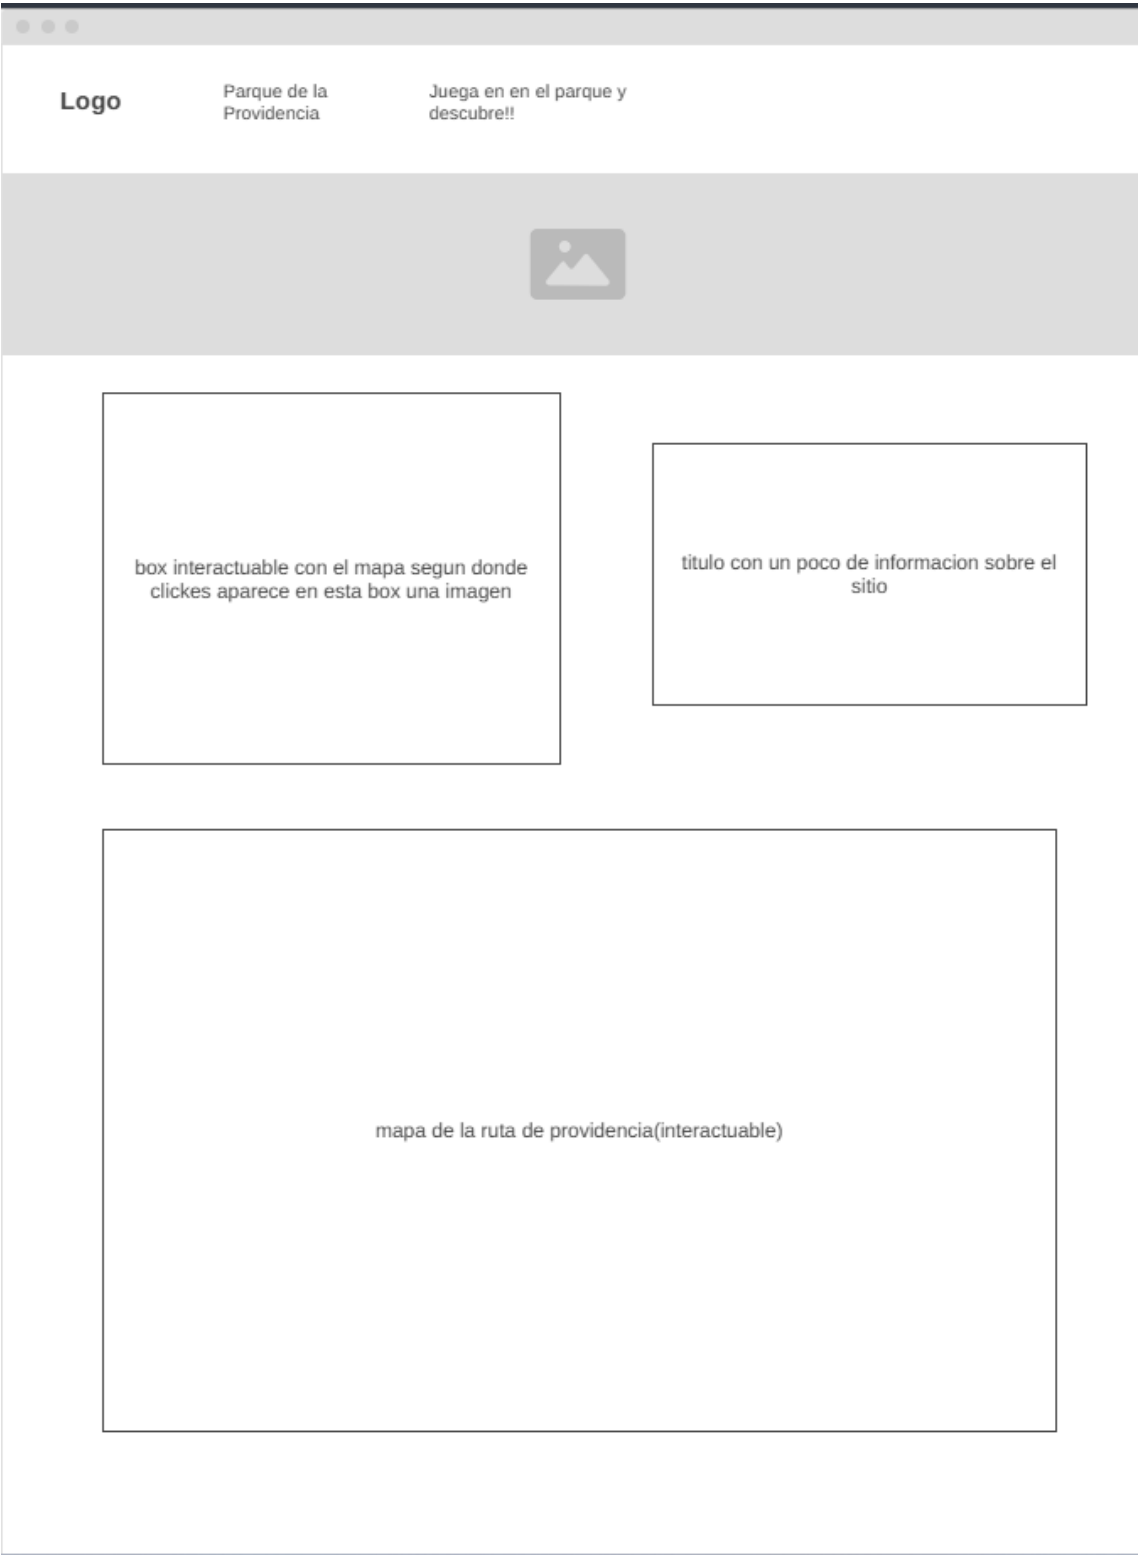 Logo
Parque de la
Providencia
Juega en en el parque y
descubre!!
box interactuable con el mapa segun donde
clickes aparece en esta box una imagen
titulo con un poco de informacion sobre el
sitio
mapa de la ruta de providencia(interactuable)